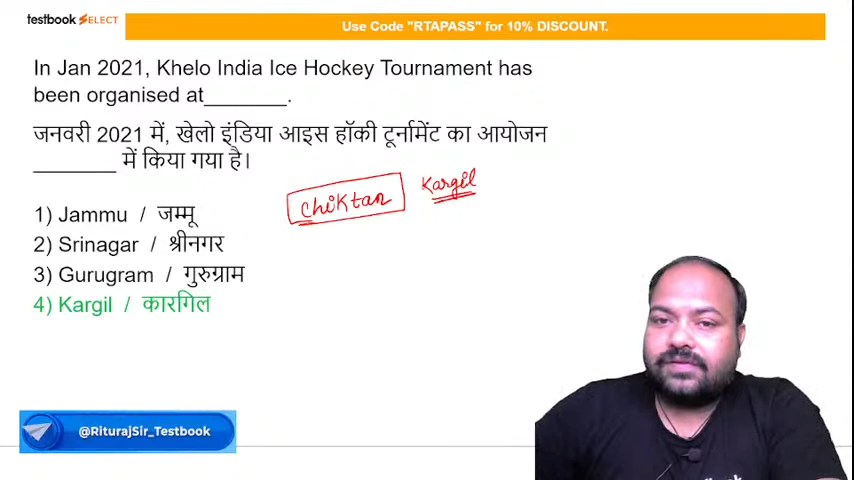 testbook SELECT
Use Code "RTAPASS" for 10% DISCOUNT.
In Jan 2021, Khelo India Ice Hockey Tournament has
been organised at_______.
जनवरी 2021 में, खेलो इंडिया आइस हॉकी टूर्नामेंट का आयोजन
_______ में किया गया है।
Chiktan Kargil
1) Jammu / जम्मू
2) Srinagar / श्रीनगर
3) Gurugram / गुरुग्राम
4) Kargil / कारगिल
@RiturajSir_Testbook